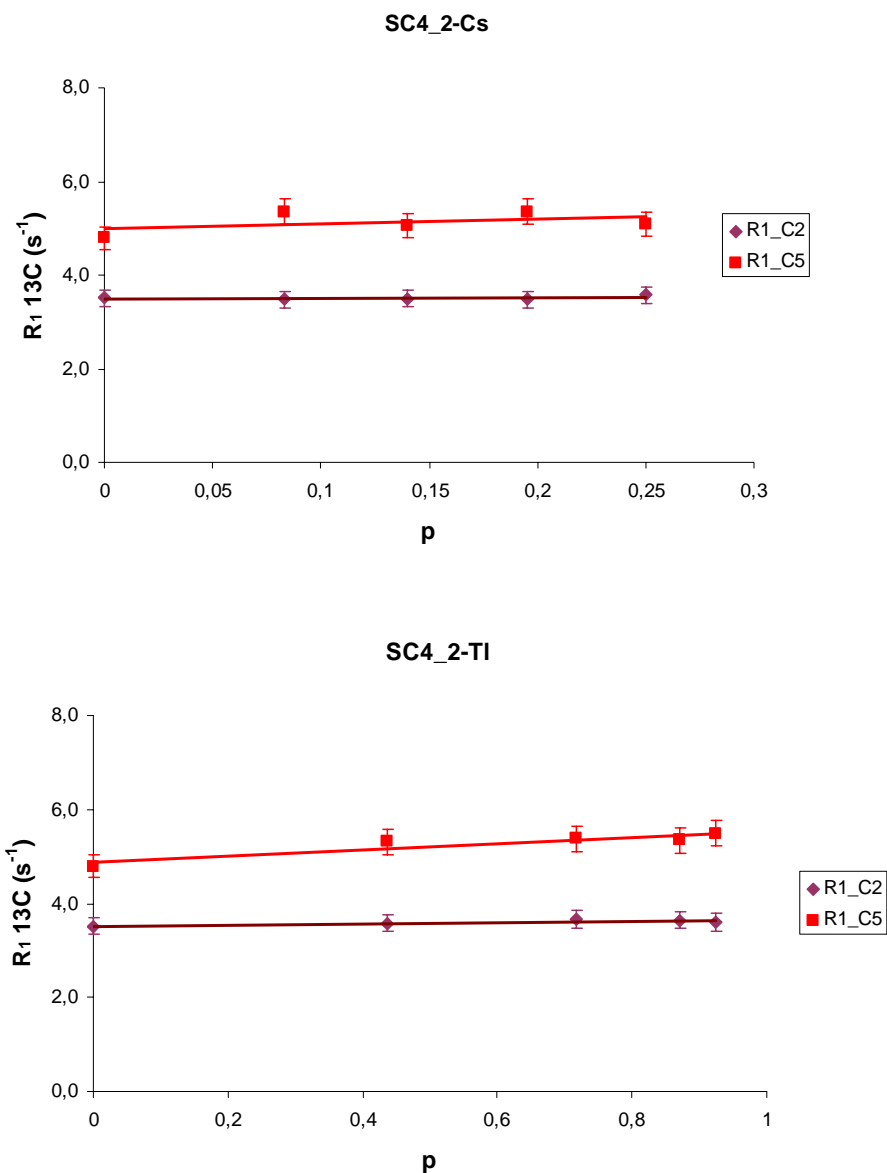 SC4_2-Cs
8,0
6,0
4,0
2,0
0,0
R1 13C (s-1)
0 0,05 0,1 0,15 0,2 0,25 0,3
p
R1_C2
R1_C5
SC4_2-Tl
8,0
6,0
4,0
2,0
0,0
R1 13C (s-1)
0 0,2 0,4 0,6 0,8 1
p
R1_C2
R1_C5